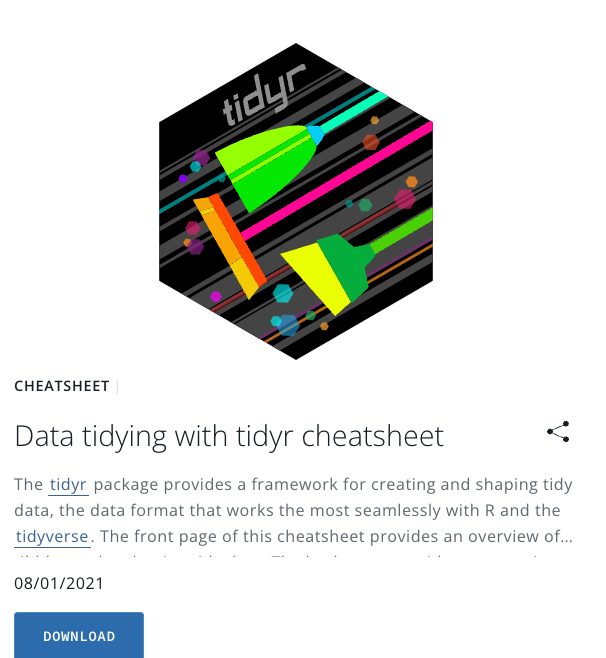 tidyr
CHEATSHEET
Data tidying with tidyr cheatsheet
The tidyr package provides a framework for creating and shaping tidy
data, the data format that works the most seamlessly with R and the
tidyverse. The front page of this cheatsheet provides an overview of...
08/01/2021
DOWNLOAD